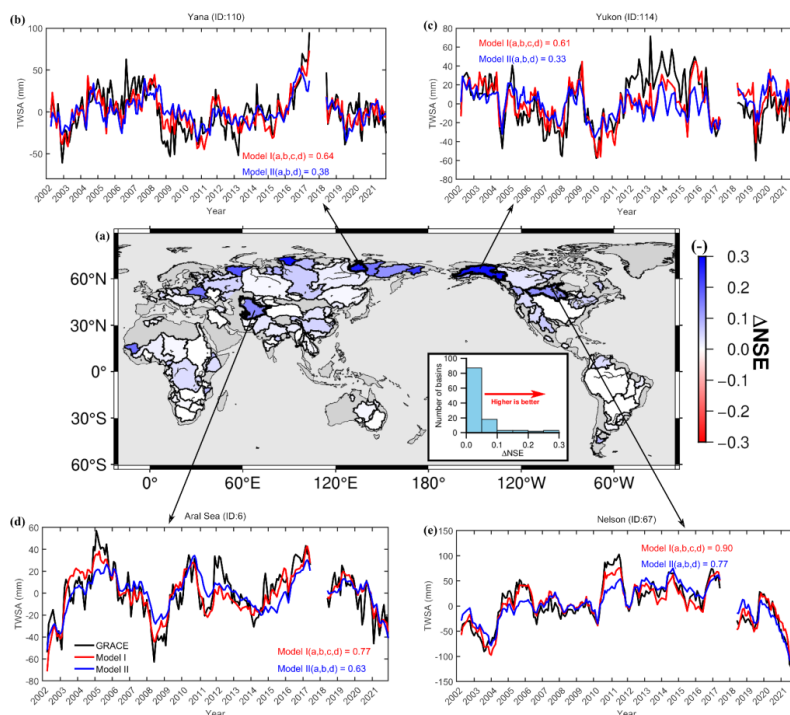 (b)
Yana (ID:110)
100
50
0
-50
TWSA (mm)
Model I(a,b,c,d) = 0.64
Model II(a,b,d) = 0.38
2002 2003 2004 2005 2006 2007 2008 2009 2010 2011 2012 2013 2014 2015 2016 2017 2018 2019 2020 2021
Year
(c)
Yukon (ID:114)
80
60
40
20
0
-20
-40
-60
-80
TWSA (mm)
Model I(a,b,c,d) = 0.61
Model II(a,b,d) = 0.33
2002 2003 2004 2005 2006 2007 2008 2009 2010 2011 2012 2013 2014 2015 2016 2017 2018 2019 2020 2021
Year
(a)
60°N
30°N
0°
30°S
60°S
0° 60°E 120°E 180° 120°W 60°W
Number of basins
100
80
60
40
20
0
Higher is better
0.0 0.1 0.2 0.3
ΔNSE
(-)
0.3
0.2
0.1
0.0
-0.1
-0.2
-0.3
ΔNSE
(d)
Aral Sea (ID:6)
60
40
20
0
-20
-40
-60
-80
TWSA (mm)
GRACE
Model I
Model II
Model I(a,b,c,d) = 0.77
Model II(a,b,d) = 0.63
2002 2003 2004 2005 2006 2007 2008 2009 2010 2011 2012 2013 2014 2015 2016 2017 2018 2019 2020 2021
Year
(e)
Nelson (ID:67)
150
100
50
0
-50
-100
-150
TWSA (mm)
Model I(a,b,c,d) = 0.90
Model II(a,b,d) = 0.77
2002 2003 2004 2005 2006 2007 2008 2009 2010 2011 2012 2013 2014 2015 2016 2017 2018 2019 2020 2021
Year